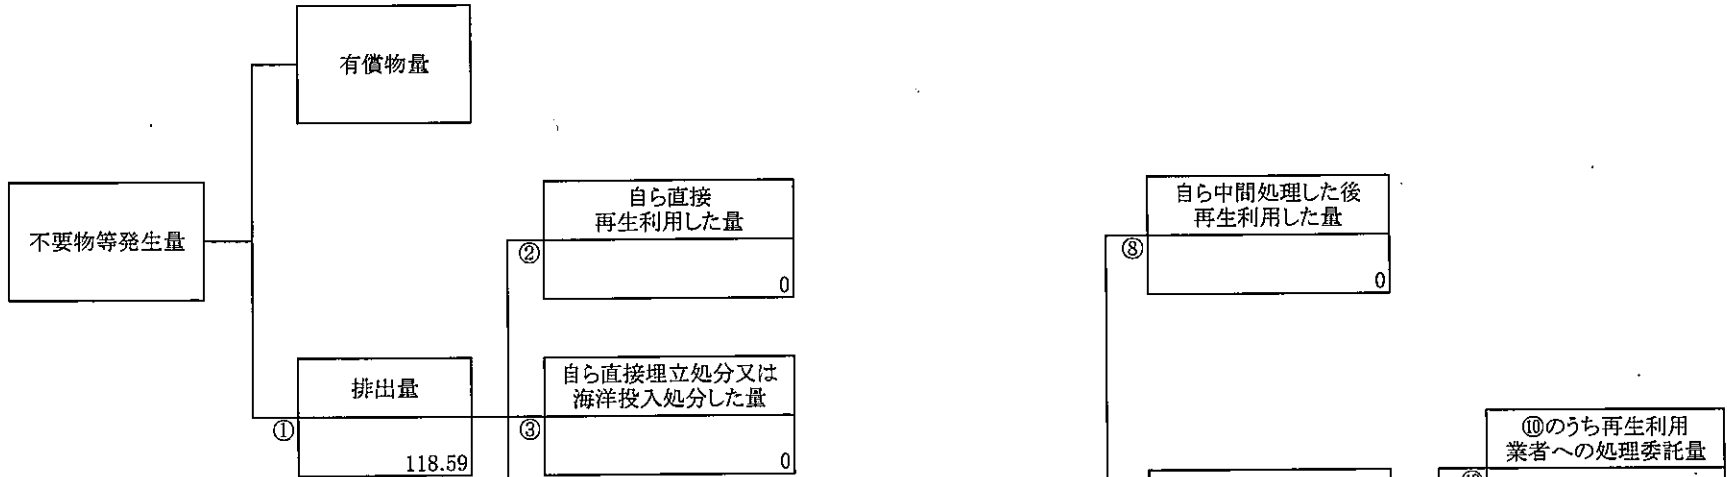 有償物量
不要物等発生量
自ら直接
再生利用した量
②
0
自ら中間処理した後
再生利用した量
⑧
0
排出量
①
118.59
自ら直接埋立処分又は
海洋投入処分した量
③
0
⑩のうち再生利用
業者への処理委託量